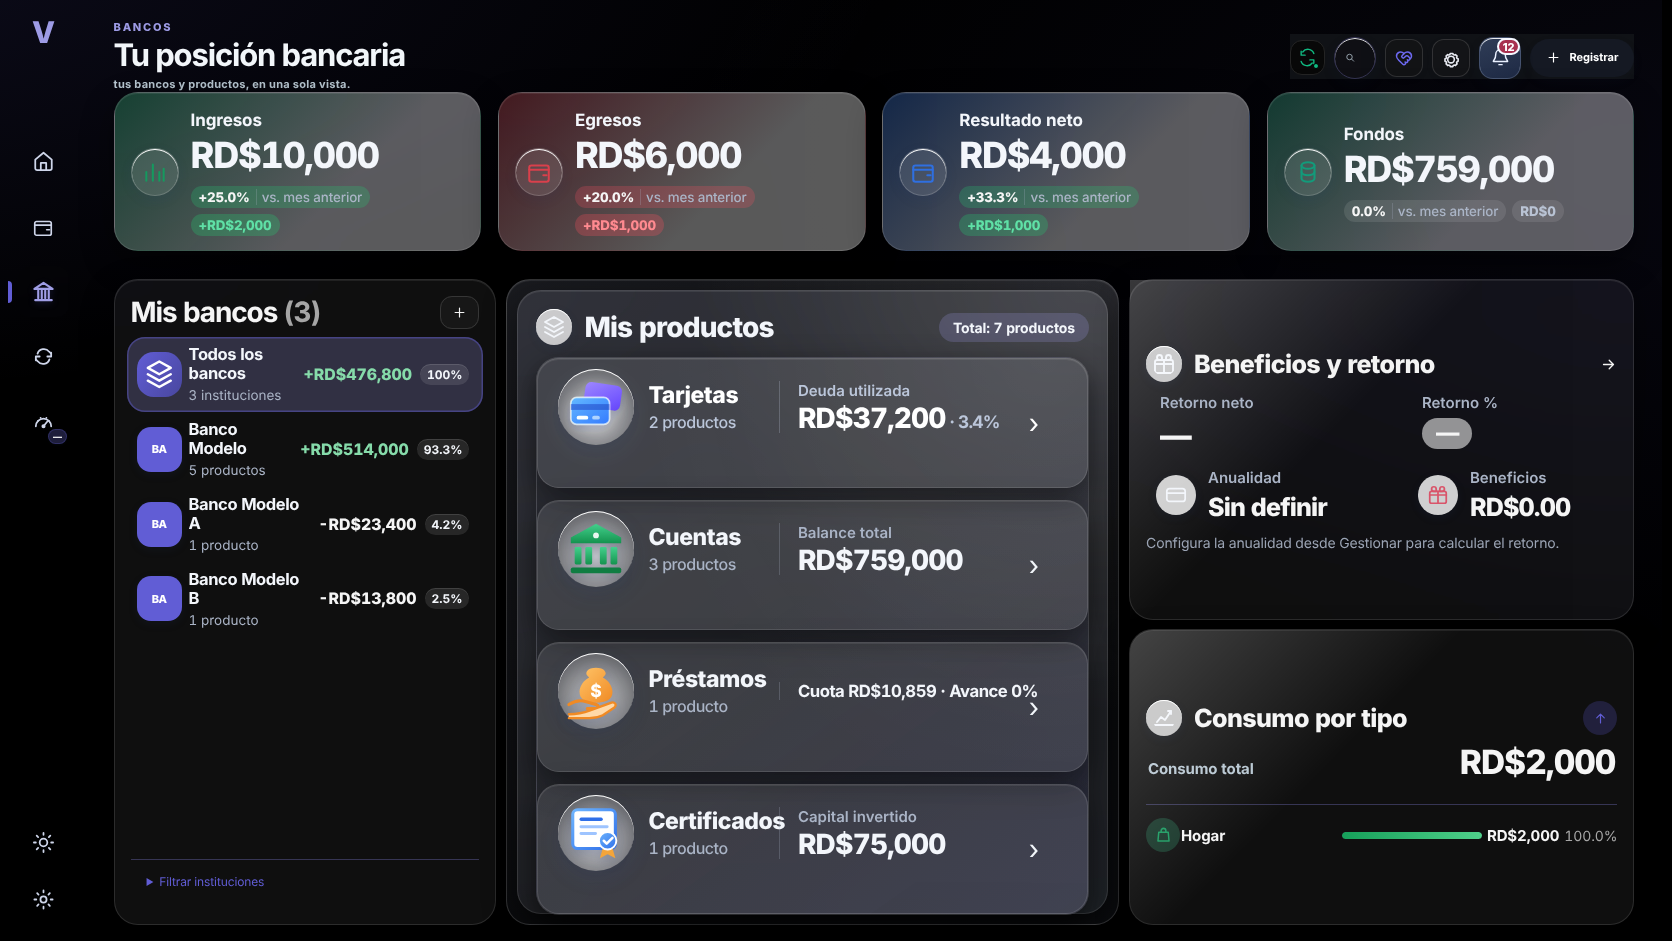 V
BANCOS
Tu posición bancaria
tus bancos y productos, en una sola vista.
12
+ Registrar
Ingresos
RD$10,000
+25.0% vs. mes anterior
+RD$2,000
Egresos
RD$6,000
+20.0% vs. mes anterior
+RD$1,000
Resultado neto
RD$4,000
+33.3% vs. mes anterior
+RD$1,000
Fondos
RD$759,000
0.0% vs. mes anterior RD$0
Mis bancos (3)
+
Todos los
bancos
3 instituciones
+RD$476,800 100%
BA
Banco
Modelo
5 productos
+RD$514,000 93.3%
BA
Banco Modelo
A
1 producto
-RD$23,400 4.2%
BA
Banco Modelo
B
1 producto
-RD$13,800 2.5%
▶ Filtrar instituciones
Mis productos
Total: 7 productos
Tarjetas
2 productos
Deuda utilizada
RD$37,200 · 3.4%
Cuentas
3 productos
Balance total
RD$759,000
$
Préstamos
1 producto
Cuota RD$10,859 · Avance 0%
Certificados
1 producto
Capital invertido
RD$75,000
Beneficios y retorno
→
Retorno neto
—
Retorno %
—
Anualidad
Sin definir
Beneficios
RD$0.00
Configura la anualidad desde Gestionar para calcular el retorno.
Consumo por tipo
↑
Consumo total
RD$2,000
Hogar
RD$2,000 100.0%